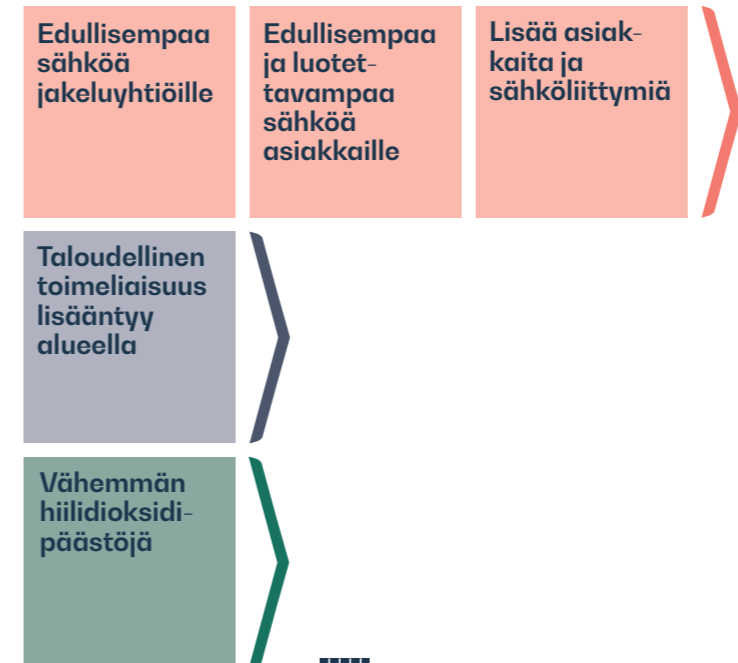 Edullisempaa
sähköä
jakeluyhtiöille
Edullisempaa
ja luotet-
tavampaa
sähköä
asiakkaille
Lisää asiak-
kaita ja
sähköliittymiä
Taloudellinen
toimeliaisuus
lisääntyy
alueella
Vähemmän
hiilidioksidi-
päästöjä